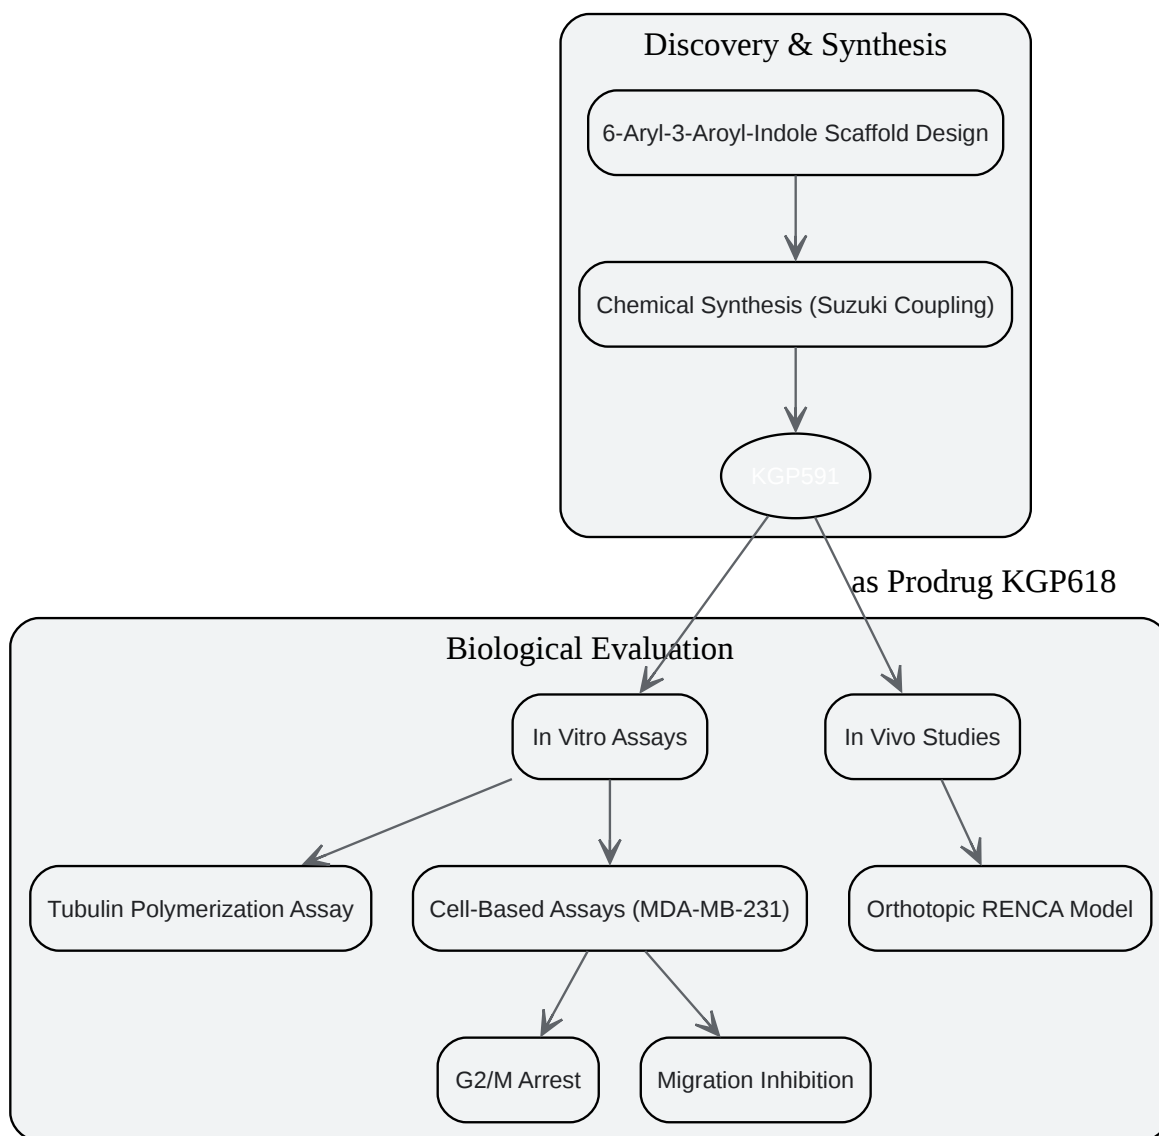 Discovery & Synthesis
6-Aryl-3-Aroyl-Indole Scaffold Design
Chemical Synthesis (Suzuki Coupling)
KGP591
as Prodrug KGP618
Biological Evaluation
In Vitro Assays
In Vivo Studies
Tubulin Polymerization Assay
Cell-Based Assays (MDA-MB-231)
Orthotopic RENCA Model
G2/M Arrest
Migration Inhibition